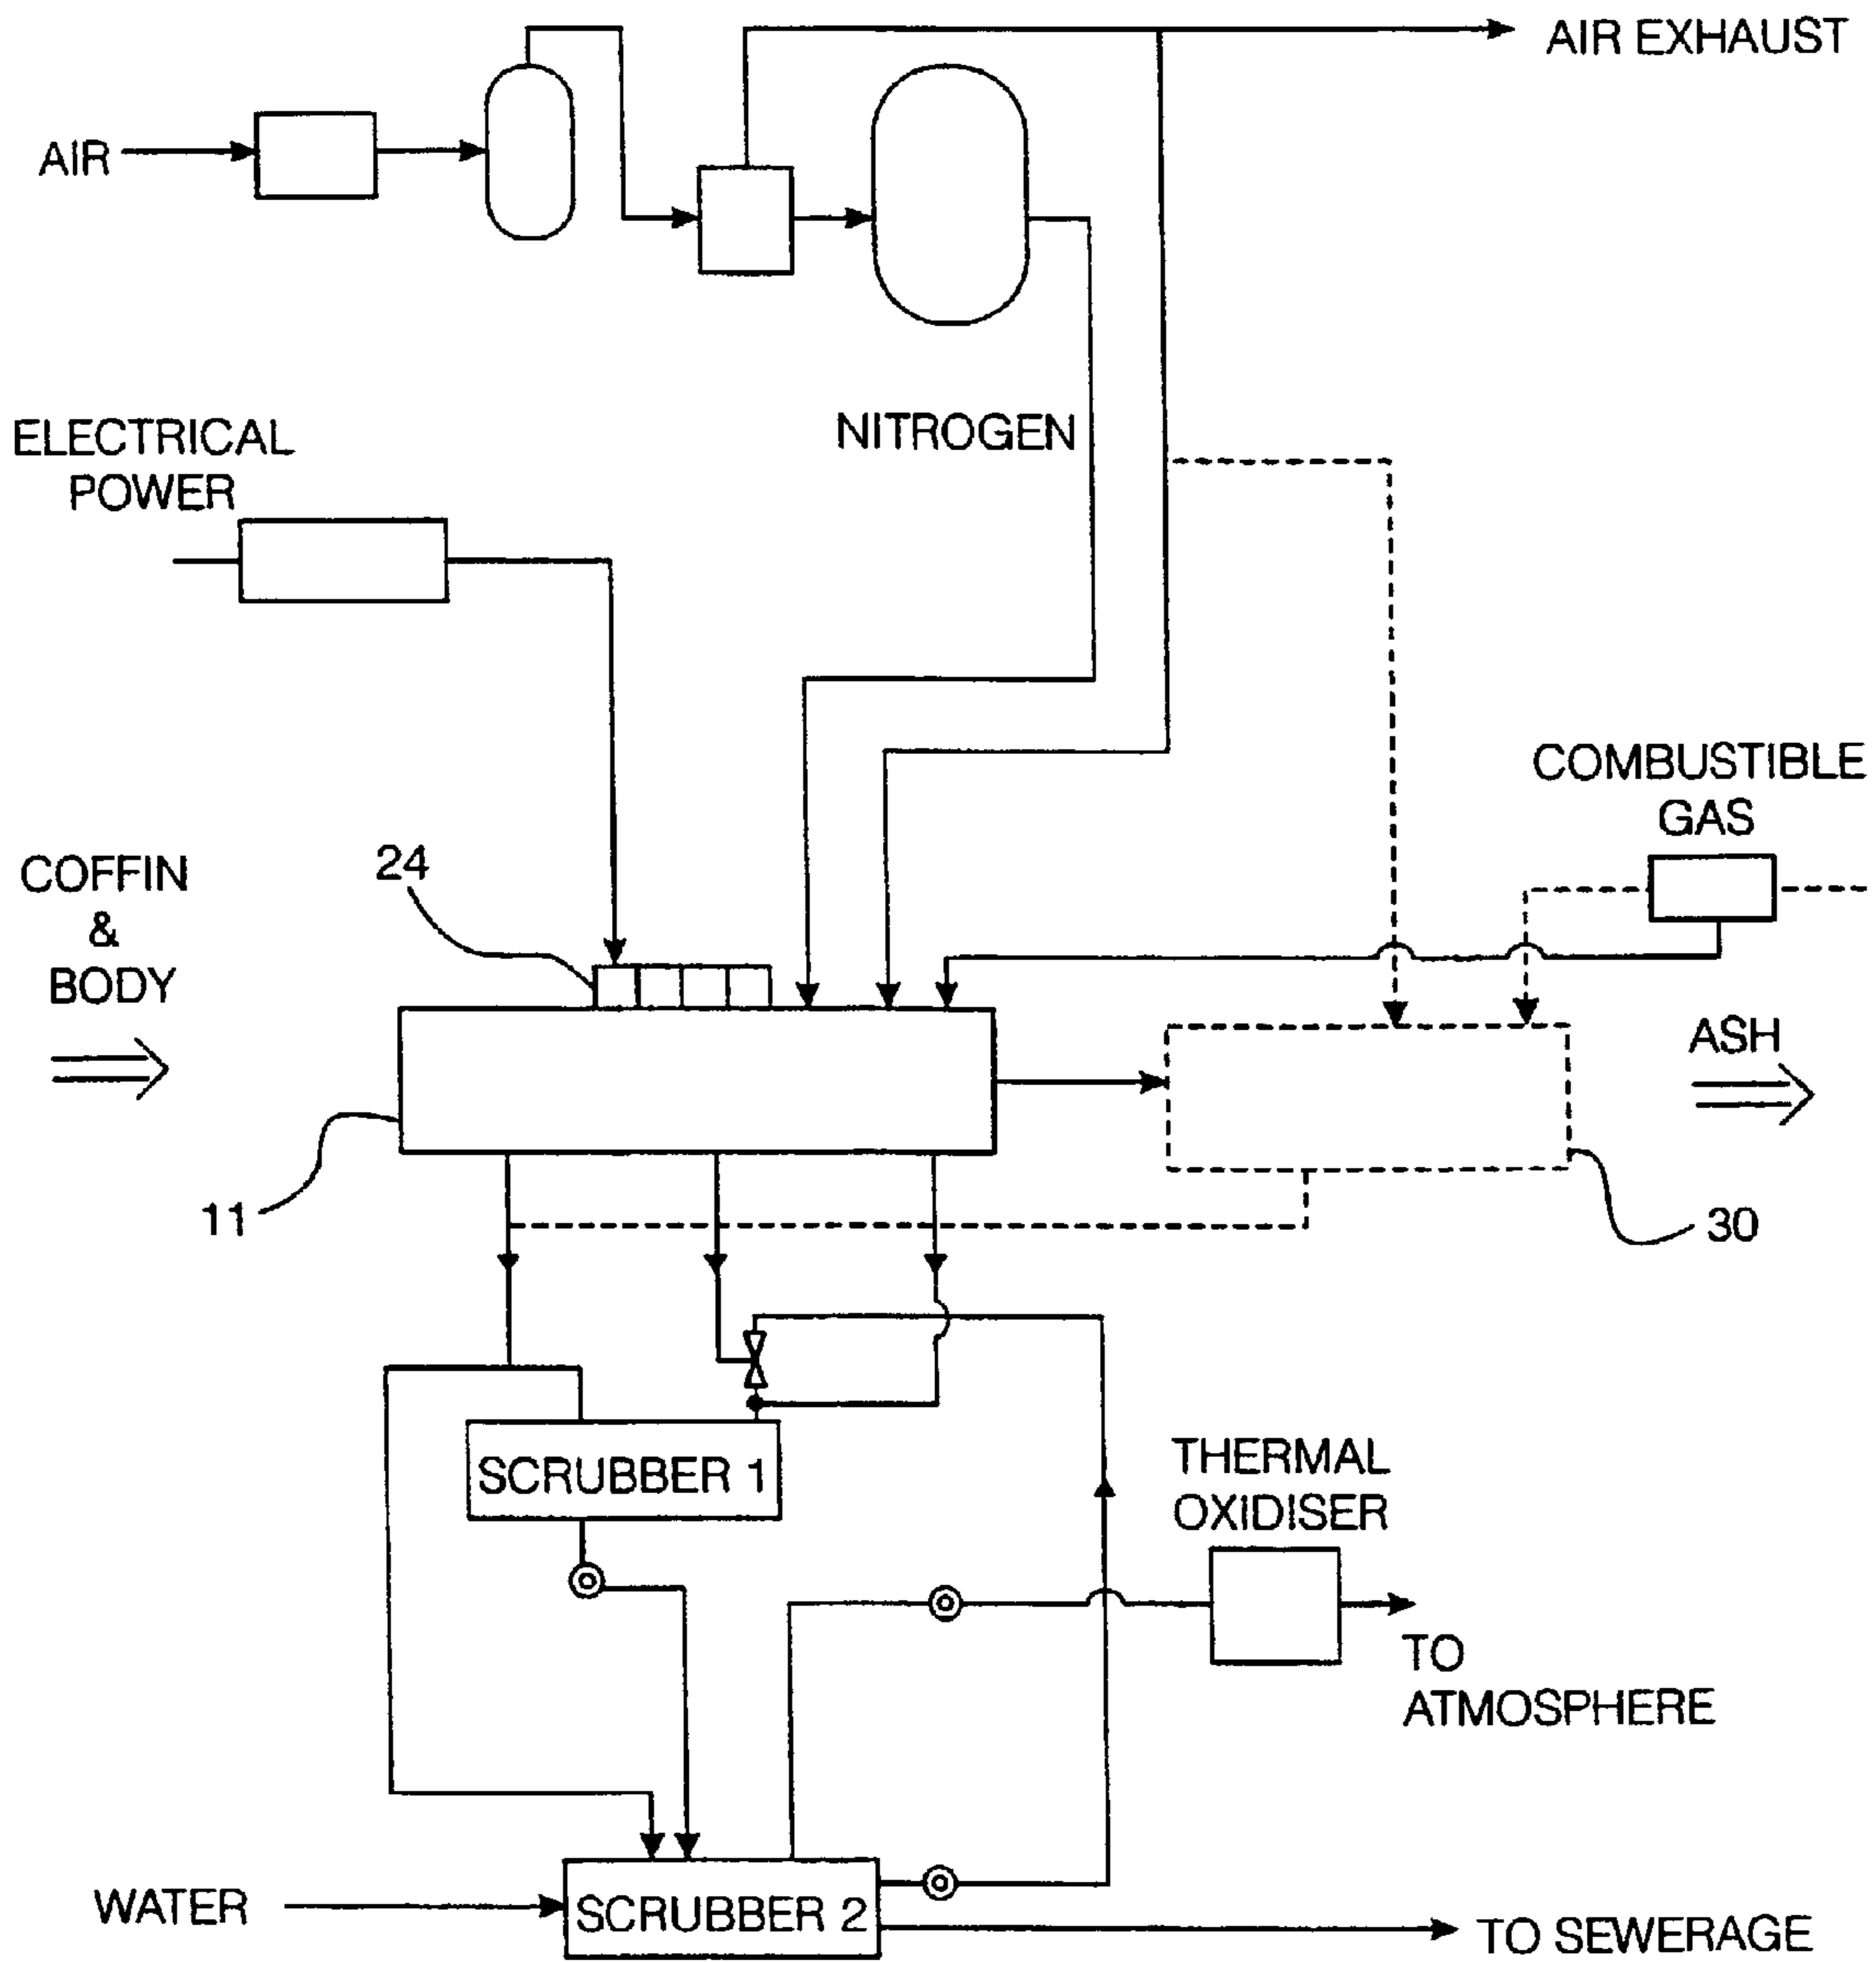 AIR EXHAUST
AIR
ELECTRICAL
POWER
NITROGEN
COMBUSTIBLE
GAS
COFFIN
&
BODY
24
ASH
11
30
SCRUBBER 1
THERMAL
OXIDISER
TO
ATMOSPHERE
WATER
SCRUBBER 2
TO SEWERAGE